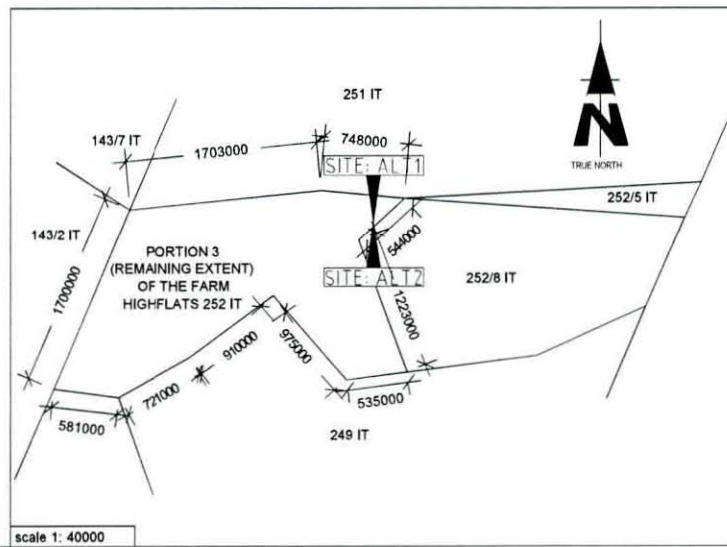 251 IT
143/7 IT
1703000
748000
SITE: ALT1
TRUE NORTH
252/5 IT
143/2 IT
544000
PORTION 3
(REMAINING EXTENT)
OF THE FARM
HIGHFLATS 252 IT
SITE: ALT2
252/8 IT
1700000
1223000
910000
975000
721000
535000
581000
249 IT
scale 1: 40000
N